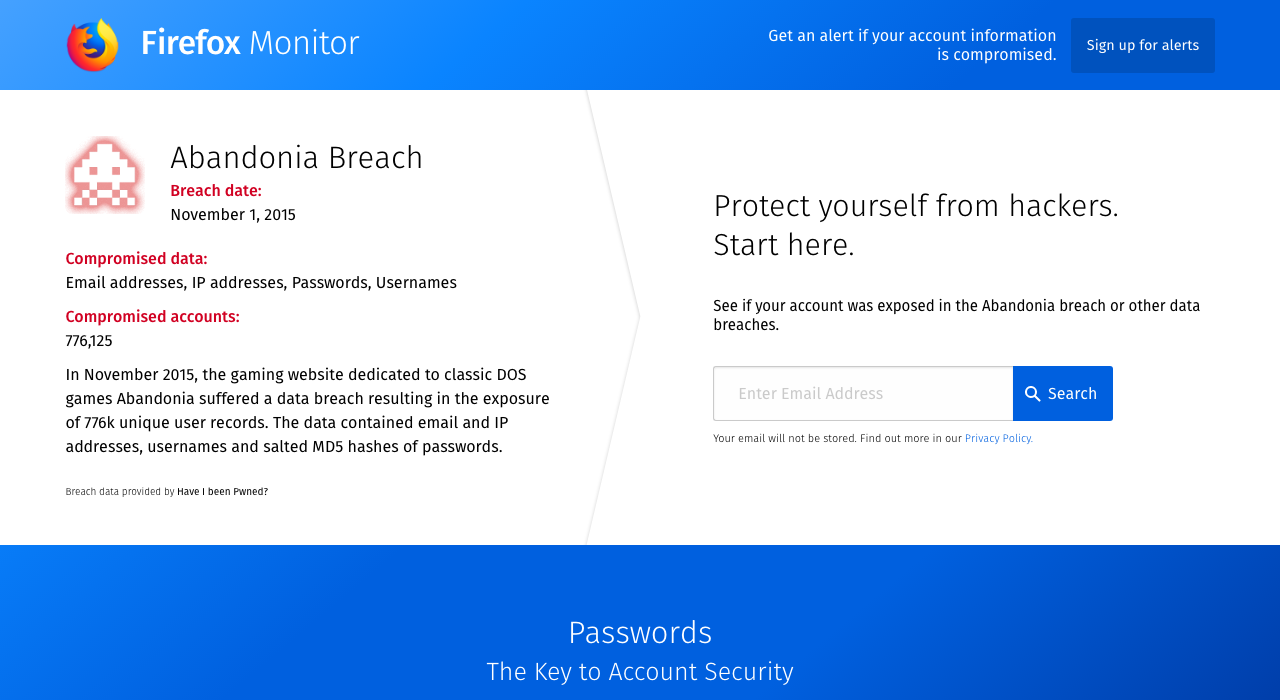 Firefox Monitor
Get an alert if your account information
is compromised.
Sign up for alerts
Abandonia Breach
Breach date:
November 1, 2015
Compromised data:
Email addresses, IP addresses, Passwords, Usernames
Compromised accounts:
776,125
In November 2015, the gaming website dedicated to classic DOS
games Abandonia suffered a data breach resulting in the exposure
of 776k unique user records. The data contained email and IP
addresses, usernames and salted MD5 hashes of passwords.
Breach data provided by Have I been Pwned?
Protect yourself from hackers.
Start here.
See if your account was exposed in the Abandonia breach or other data
breaches.
Enter Email Address
Search
Your email will not be stored. Find out more in our Privacy Policy.
Passwords
The Key to Account Security